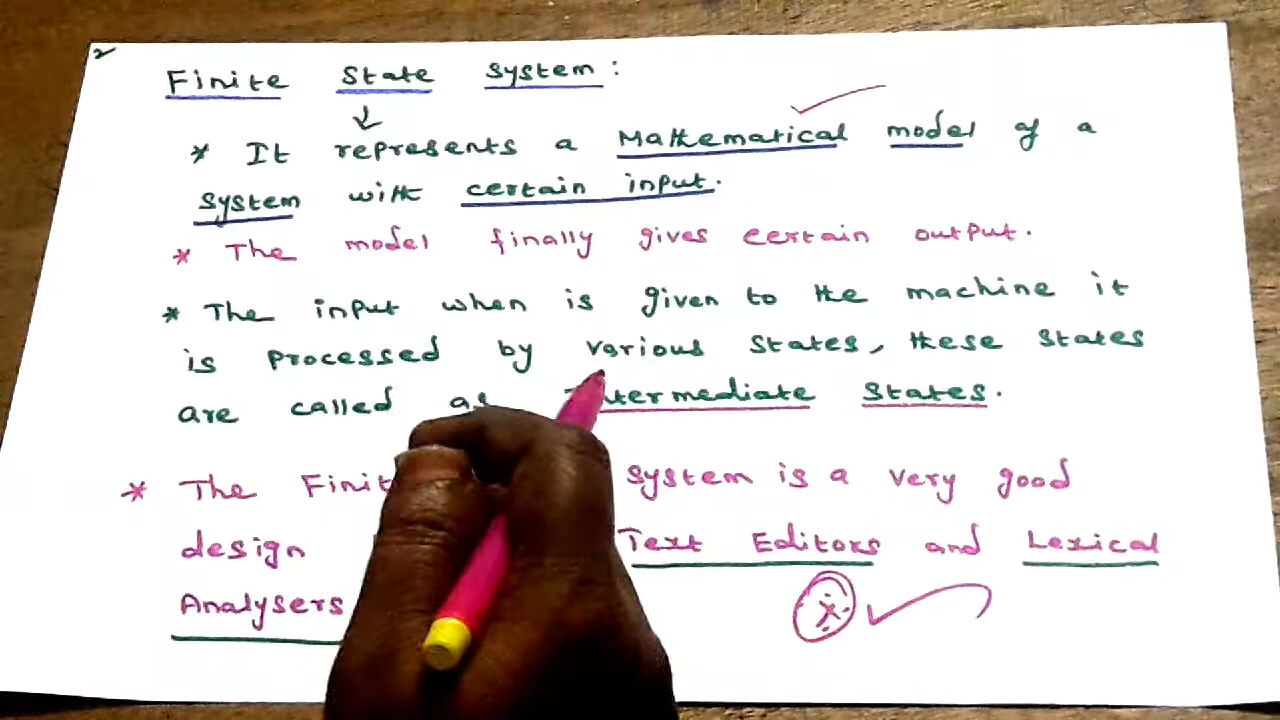 2
Finite State System:
* It represents a Mathematical model of a
System with certain input.
* The model finally gives certain output.
* The input when is given to the machine it
is processed by various states, these states
are called as Intermediate States.
* The Finit system is a very good
design Text Editors and Lexical
Analysers